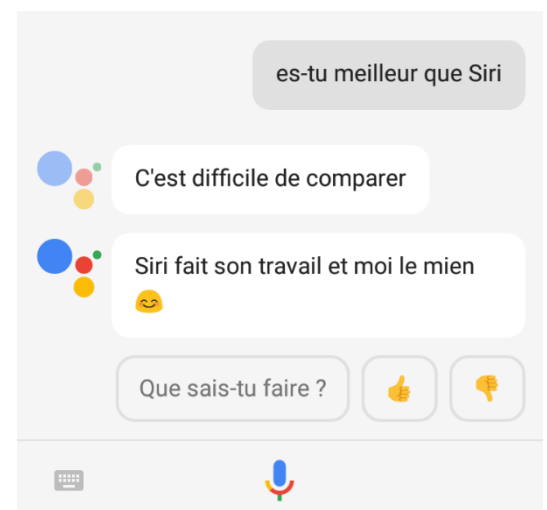 es-tu meilleur que Siri
C'est difficile de comparer
Siri fait son travail et moi le mien
😊
Que sais-tu faire ? 👍 👎